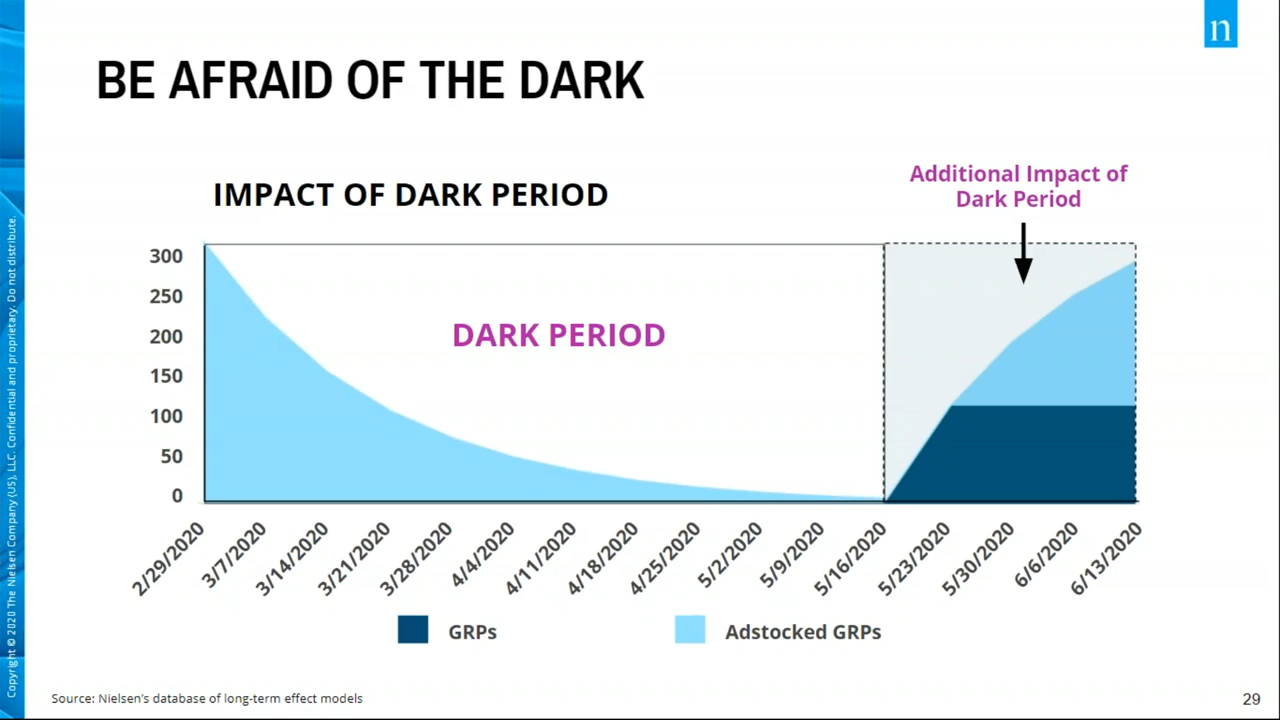 n
BE AFRAID OF THE DARK
IMPACT OF DARK PERIOD
Additional Impact of
Dark Period
300
250
200
150
100
50
0
DARK PERIOD
2/29/2020
3/7/2020
3/14/2020
3/21/2020
3/28/2020
4/4/2020
4/11/2020
4/18/2020
4/25/2020
5/2/2020
5/9/2020
5/16/2020
5/23/2020
5/30/2020
6/6/2020
6/13/2020
GRPs
Adstocked GRPs
Source: Nielsen's database of long-term effect models
29
Copyright © 2020 The Nielsen Company (US), LLC. Confidential and proprietary. Do not distribute.